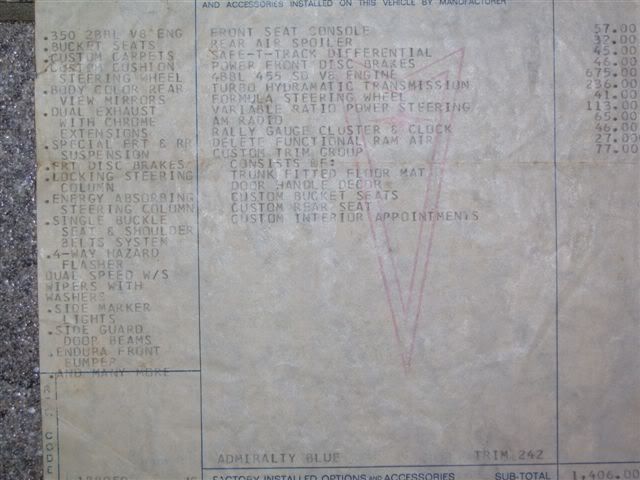 AND ACCESSORIES INSTALLED ON THIS VEHICLE BY MANUFACTURER
.350 2BBL V8 ENG
.BUCKET SEATS
.CUSTOM CARPETS
.CUSTOM CUSHION
STEERING WHEEL
.BODY COLOR REAR
VIEW MIRRORS
.DUAL EXHAUST
WITH CHROME
EXTENSIONS
.SPECIAL FRT & RR
SUSPENSION
.FR DISC BRAKES
.LOCKING STEERING
COLUMN
.ENERGY ABSORBING
STEERING COLUMN
.SINGLE BUCKLE
SEAT & SHOULDER
BELTS SYSTEM
.4-WAY HAZARD
FLASHER
DUAL SPEED W/S
WIPERS WITH
WASHERS
.SIDE MARKER
LIGHTS
.SIDE GUARD
DOOR BEAMS
.ENDURA FRONT
BUMPER
.AND MANY MORE
CODE
FRONT SEAT CONSOLE 57.00
REAR AIR SPOILER 32.00
SAFE-T-TRACK DIFFERENTIAL 45.00
POWER FRONT DISC BRAKES 46.00
4BBL 455 SD V8 ENGINE 675.00
TURBO HYDRAMATIC TRANSMISSION 236.00
FORMULA STEERING WHEEL 41.00
VARIABLE RATIO POWER STEERING 113.00
AM RADIO 65.00
RALLY GAUGE CLUSTER & CLOCK 46.00
DELETE FUNCTIONAL RAM AIR 27.00
CUSTOM TRIM GROUP 77.00
CONSISTS OF:
TRUNK FITTED FLOOR MAT
DOOR HANDLE DECOR
CUSTOM BUCKET SEATS
CUSTOM REAR SEAT
CUSTOM INTERIOR APPOINTMENTS
ADMIRALTY BLUE TRIM 242
FACTORY INSTALLED OPTIONS AND ACCESSORIES SUB-TOTAL 1,406.00